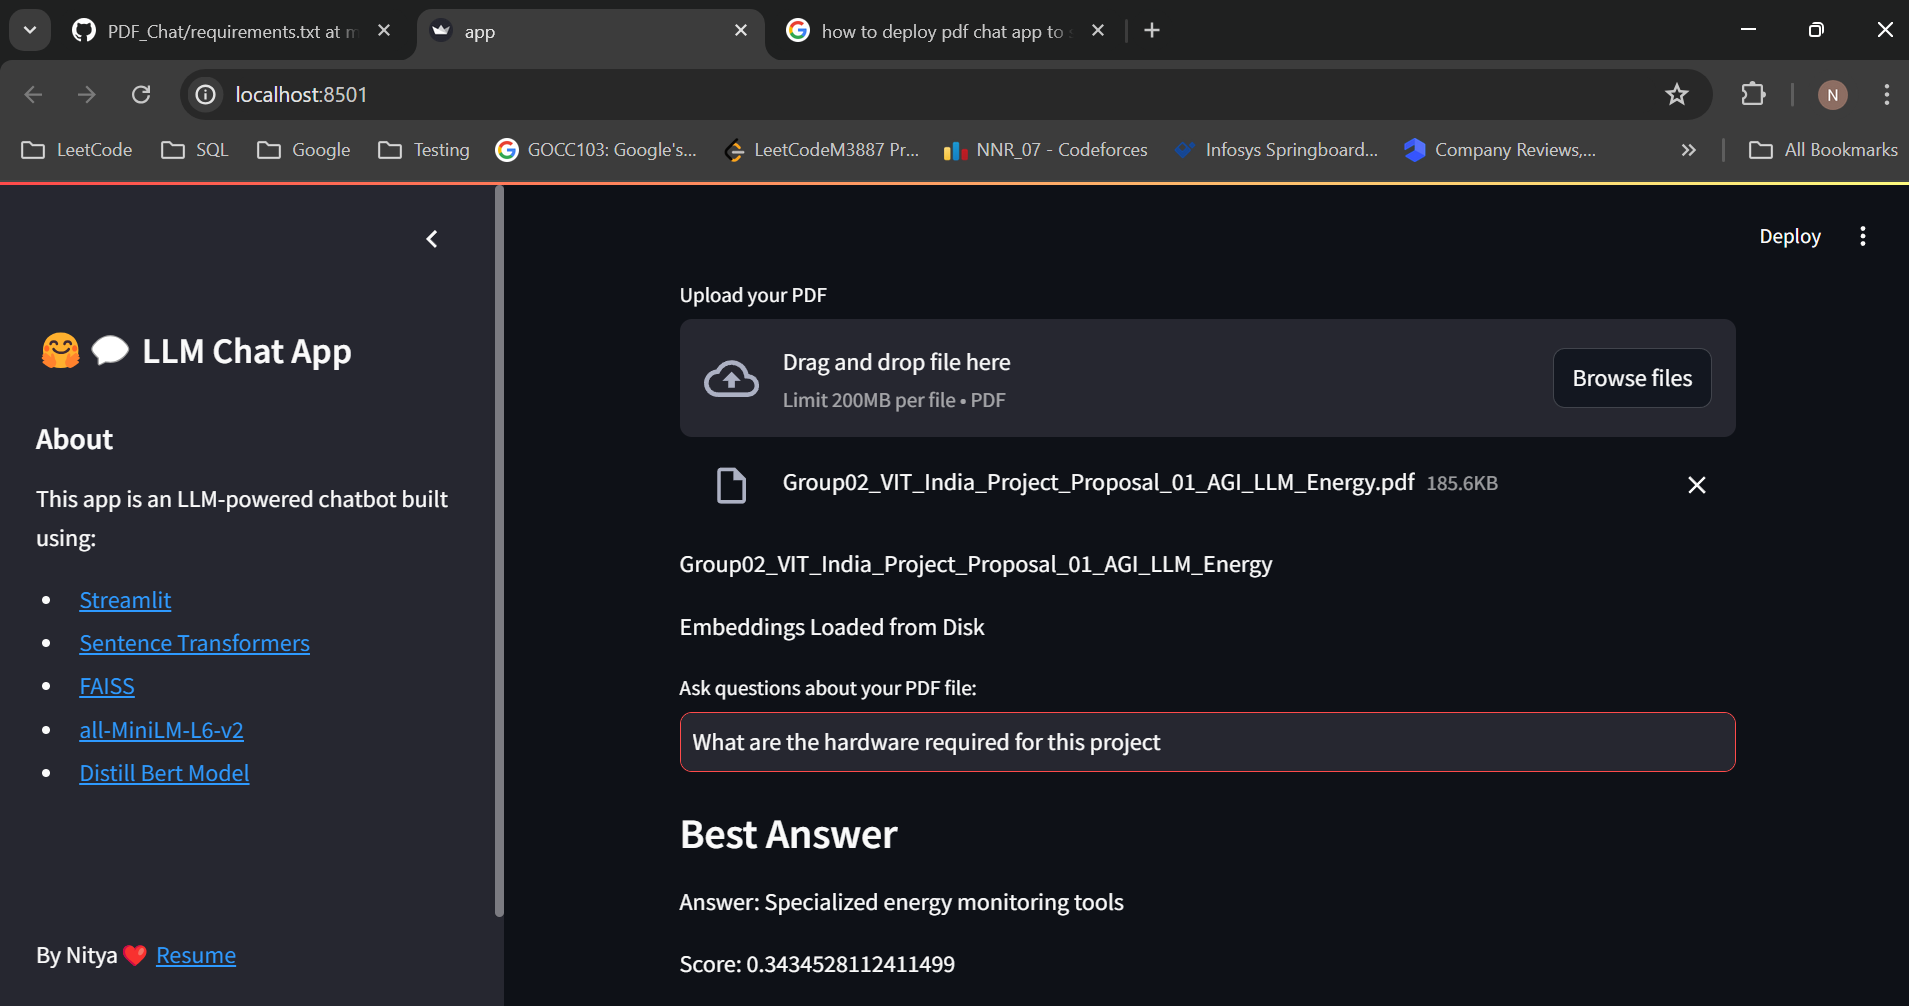 PDF_Chat/requirements.txt at m
app
how to deploy pdf chat app to
localhost:8501
N
LeetCode
SQL
Google
Testing
GOCC103: Google's...
LeetCodeM3887 Pr...
NNR_07 - Codeforces
Infosys Springboard...
Company Reviews,...
All Bookmarks
Deploy
LLM Chat App
About
This app is an LLM-powered chatbot built
using:
Streamlit
Sentence Transformers
FAISS
all-MiniLM-L6-v2
Distill Bert Model
By Nitya❤️ Resume
Upload your PDF
Drag and drop file here
Limit 200MB per file • PDF
Browse files
Group02_VIT_India_Project_Proposal_01_AGI_LLM_Energy.pdf 185.6KB
Group02_VIT_India_Project_Proposal_01_AGI_LLM_Energy
Embeddings Loaded from Disk
Ask questions about your PDF file:
What are the hardware required for this project
Best Answer
Answer: Specialized energy monitoring tools
Score: 0.3434528112411499